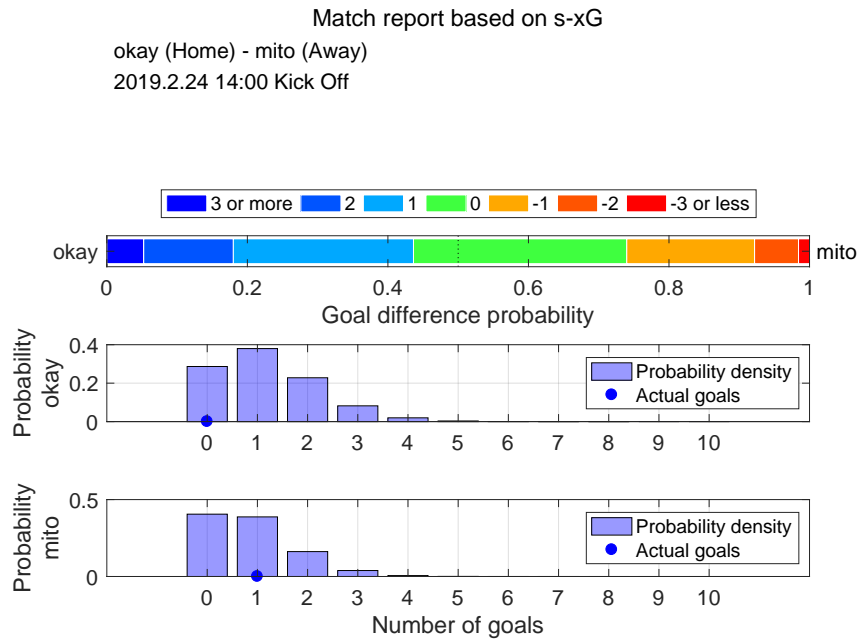 Match report based on s-xG
okay (Home) - mito (Away)
2019.2.24 14:00 Kick Off
3 or more 2 1 0 -1 -2 -3 or less
okay mito
0 0.2 0.4 0.6 0.8 1
Goal difference probability
Probability
okay
0.4
0.2
0
Probability density
Actual goals
0 1 2 3 4 5 6 7 8 9 10
Probability
mito
0.5
0
Probability density
Actual goals
0 1 2 3 4 5 6 7 8 9 10
Number of goals